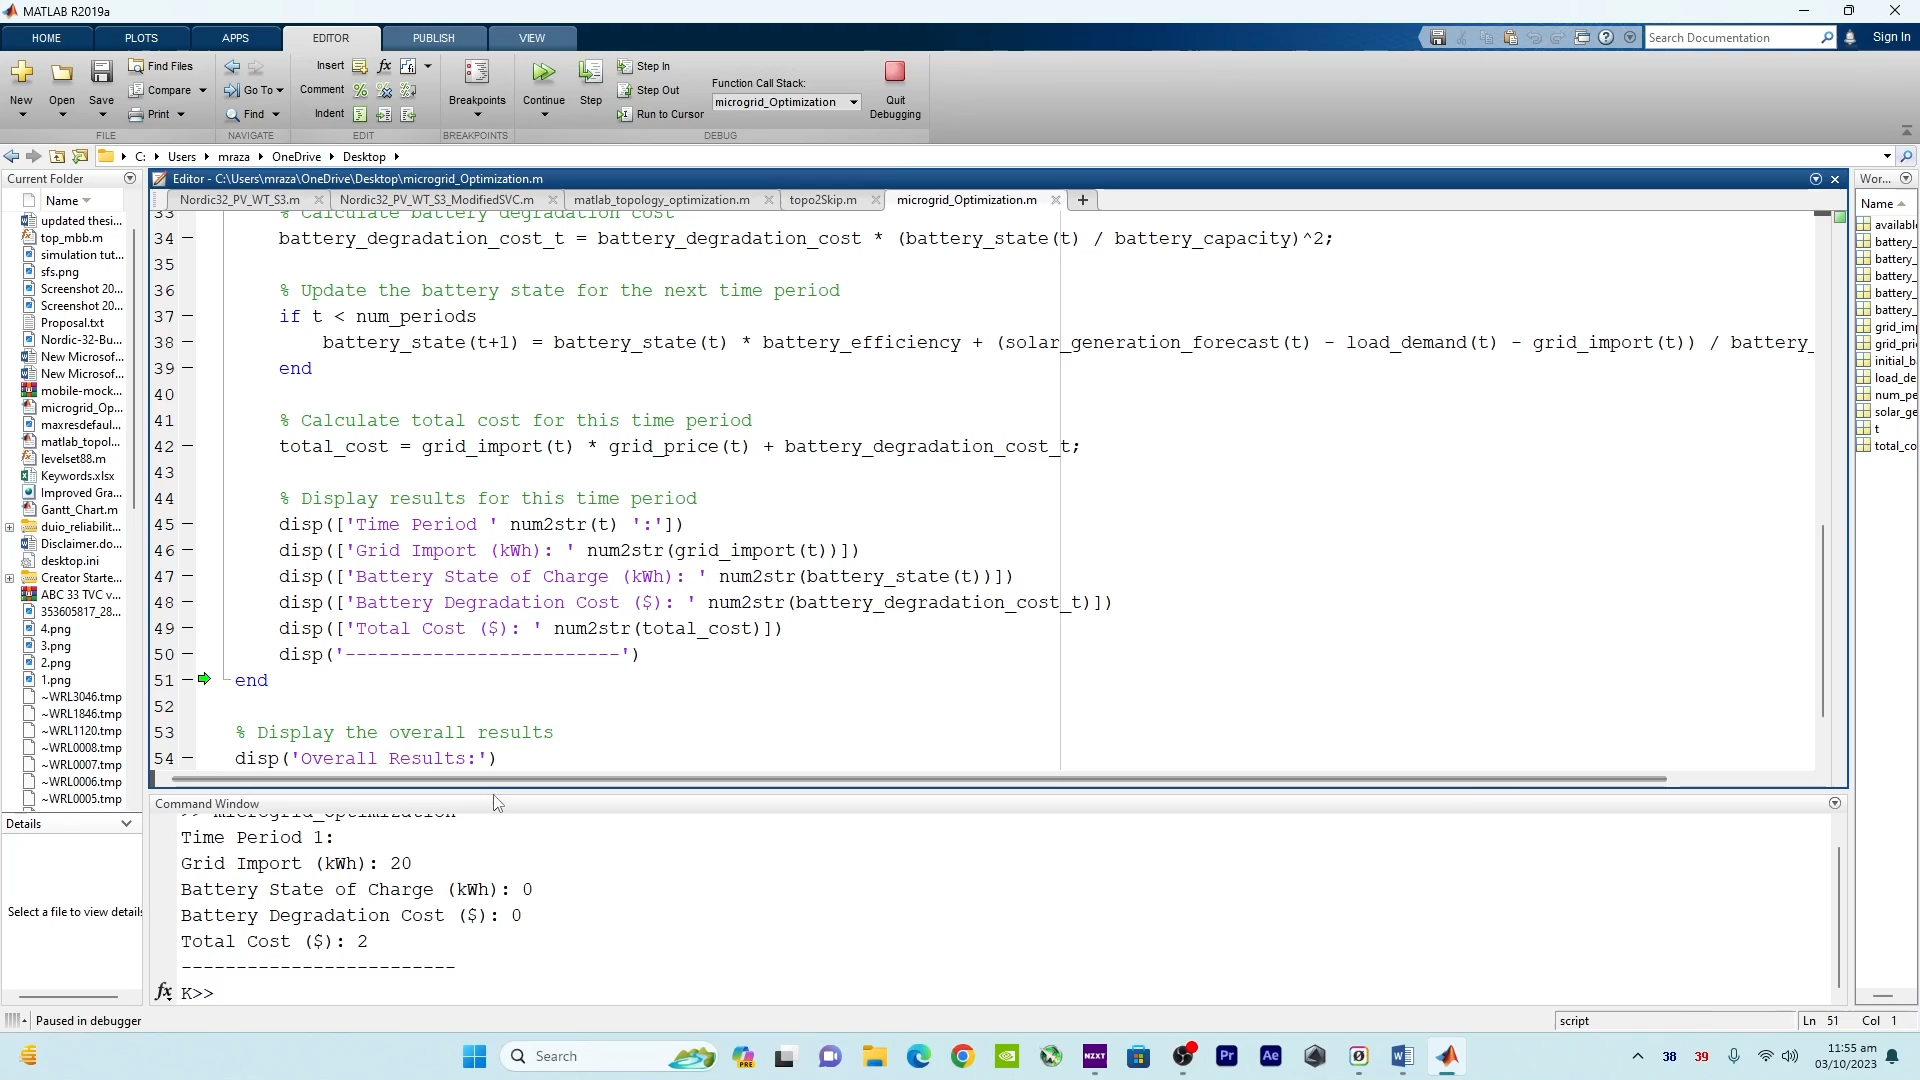 MATLAB R2019a
HOME PLOTS APPS EDITOR PUBLISH VIEW
Search Documentation
Sign In
New Open Save
Find Files
Compare
Print
FILE
Go To
Find
NAVIGATE
Insert
Comment
Indent
EDIT
Breakpoints
BREAKPOINTS
Continue
Step
Step In
Step Out
Run to Cursor
Function Call Stack:
microgrid_Optimization
DEBUG
Quit Debugging
C: Users mraza OneDrive Desktop
Current Folder
Name
updated thesi...
top_mbb.m
simulation tut...
sfs.png
Screenshot 20...
Screenshot 20...
Proposal.txt
Nordic-32-Bu...
New Microsof...
New Microsof...
mobile-mock...
microgrid_Op...
maxresdefaul...
matlab_topol...
levelset88.m
Keywords.xlsx
Improved Gra...
Gantt_Chart.m
duio_reliabilit...
Disclaimer.do...
desktop.ini
Creator Starte...
ABC 33 TVC v...
353605817_28...
4.png
3.png
2.png
1.png
~WRL3046.tmp
~WRL1846.tmp
~WRL1120.tmp
~WRL0008.tmp
~WRL0007.tmp
~WRL0006.tmp
~WRL0005.tmp
Details
Select a file to view details
Editor - C:\Users\mraza\OneDrive\Desktop\microgrid_Optimization.m
Nordic32_PV_WT_S3.m Nordic32_PV_WT_S3_ModifiedSVC.m matlab_topology_optimization.m topo2Skip.m microgrid_Optimization.m
33 % Calculate battery degradation cost
34 battery_degradation_cost_t = battery_degradation_cost * (battery_state(t) / battery_capacity)^2;
35
36 % Update the battery state for the next time period
37 if t < num_periods
38 battery_state(t+1) = battery_state(t) * battery_efficiency + (solar_generation_forecast(t) - load_demand(t) - grid_import(t)) / battery_
39 end
40
41 % Calculate total cost for this time period
42 total_cost = grid_import(t) * grid_price(t) + battery_degradation_cost_t;
43
44 % Display results for this time period
45 disp(['Time Period ' num2str(t) ':'])
46 disp(['Grid Import (kWh): ' num2str(grid_import(t))])
47 disp(['Battery State of Charge (kWh): ' num2str(battery_state(t))])
48 disp(['Battery Degradation Cost ($): ' num2str(battery_degradation_cost_t)])
49 disp(['Total Cost ($): ' num2str(total_cost)])
50 disp('-------------------------')
51 end
52
53 % Display the overall results
54 disp('Overall Results:')
Command Window
>> microgrid_Optimization
Time Period 1:
Grid Import (kWh): 20
Battery State of Charge (kWh): 0
Battery Degradation Cost ($): 0
Total Cost ($): 2
-------------------------
fx K>>
Wor...
Name
available
battery_
battery_
battery_
battery_
battery_
grid_imp
grid_pri
initial_b
load_de
num_pe
solar_ge
t
total_co
Paused in debugger
script
Ln 51 Col 1
Search
PRE
NZXT
Pr
Ae
38 39
11:55 am
03/10/2023